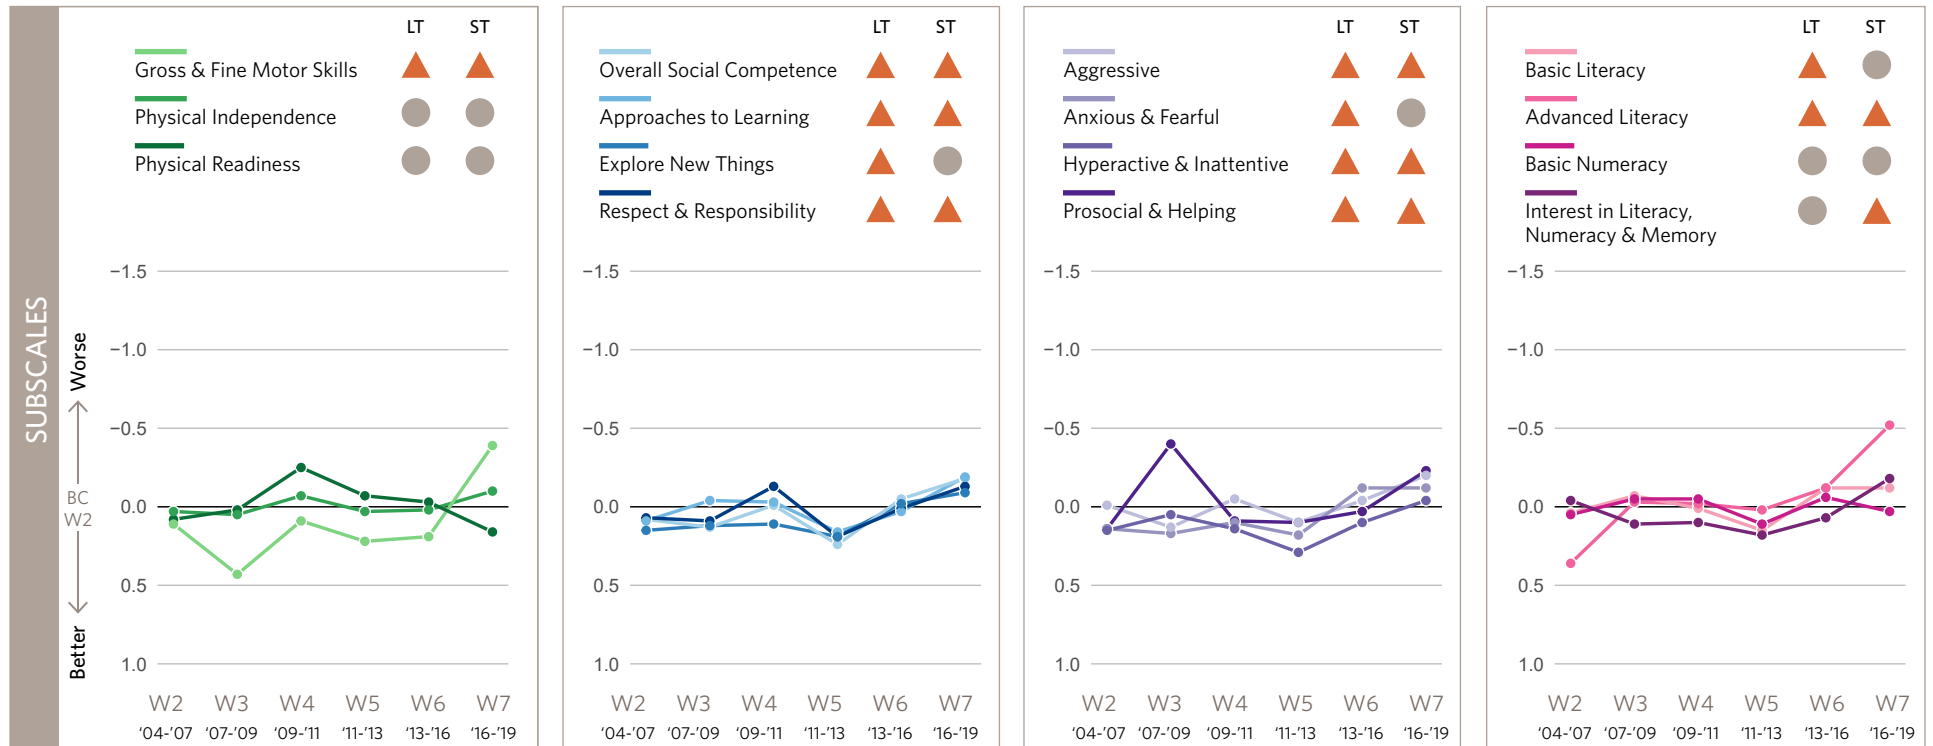 SUBSCALES
Worse
BC
W2
Better
LT ST
Gross & Fine Motor Skills
Physical Independence
Physical Readiness
−1.5
−1.0
−0.5
0.0
0.5
1.0
W2 W3 W4 W5 W6 W7
‘04-’07 ‘07-’09 ‘09-’11 ‘11-’13 ‘13-’16 ‘16-’19
LT ST
Overall Social Competence
Approaches to Learning
Explore New Things
Respect & Responsibility
−1.5
−1.0
−0.5
0.0
0.5
1.0
W2 W3 W4 W5 W6 W7
‘04-’07 ‘07-’09 ‘09-’11 ‘11-’13 ‘13-’16 ‘16-’19
LT ST
Aggressive
Anxious & Fearful
Hyperactive & Inattentive
Prosocial & Helping
−1.5
−1.0
−0.5
0.0
0.5
1.0
W2 W3 W4 W5 W6 W7
‘04-’07 ‘07-’09 ‘09-’11 ‘11-’13 ‘13-’16 ‘16-’19
LT ST
Basic Literacy
Advanced Literacy
Basic Numeracy
Interest in Literacy,
Numeracy & Memory
−1.5
−1.0
−0.5
0.0
0.5
1.0
W2 W3 W4 W5 W6 W7
‘04-’07 ‘07-’09 ‘09-’11 ‘11-’13 ‘13-’16 ‘16-’19